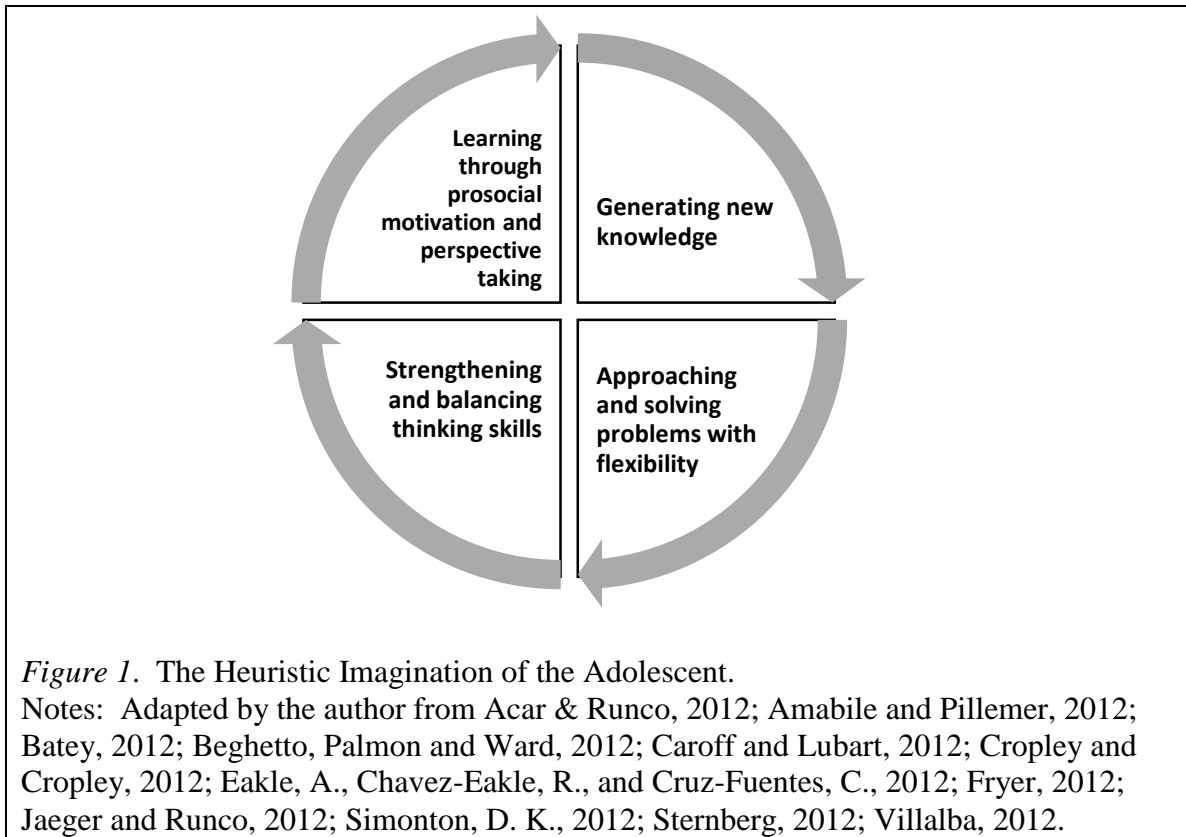 Learning
through
prosocial
motivation and
perspective
taking
Generating new
knowledge
Strengthening
and balancing
thinking skills
Approaching
and solving
problems with
flexibility
Figure 1.  The Heuristic Imagination of the Adolescent.
Notes:  Adapted by the author from Acar & Runco, 2012; Amabile and Pillemer, 2012;
Batey, 2012; Beghetto, Palmon and Ward, 2012; Caroff and Lubart, 2012; Cropley and
Cropley, 2012; Eakle, A., Chavez-Eakle, R., and Cruz-Fuentes, C., 2012; Fryer, 2012;
Jaeger and Runco, 2012; Simonton, D. K., 2012; Sternberg, 2012; Villalba, 2012.